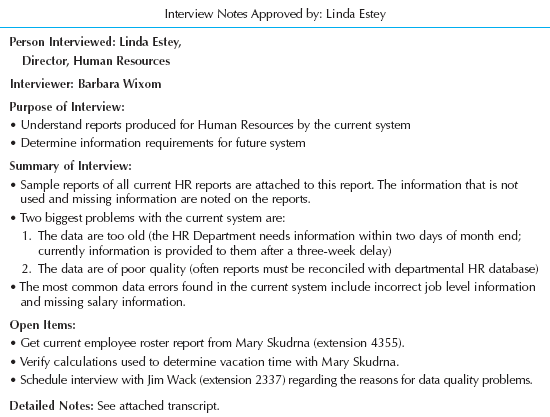 Interview Notes Approved by: Linda Estey
Person Interviewed: Linda Estey,
Director, Human Resources
Interviewer: Barbara Wixom
Purpose of Interview:
• Understand reports produced for Human Resources by the current system
• Determine information requirements for future system
Summary of Interview:
• Sample reports of all current HR reports are attached to this report. The information that is not
used and missing information are noted on the reports.
• Two biggest problems with the current system are:
1. The data are too old (the HR Department needs information within two days of month end;
currently information is provided to them after a three-week delay)
2. The data are of poor quality (often reports must be reconciled with departmental HR database)
• The most common data errors found in the current system include incorrect job level information
and missing salary information.
Open Items:
• Get current employee roster report from Mary Skudrna (extension 4355).
• Verify calculations used to determine vacation time with Mary Skudrna.
• Schedule interview with Jim Wack (extension 2337) regarding the reasons for data quality problems.
Detailed Notes: See attached transcript.